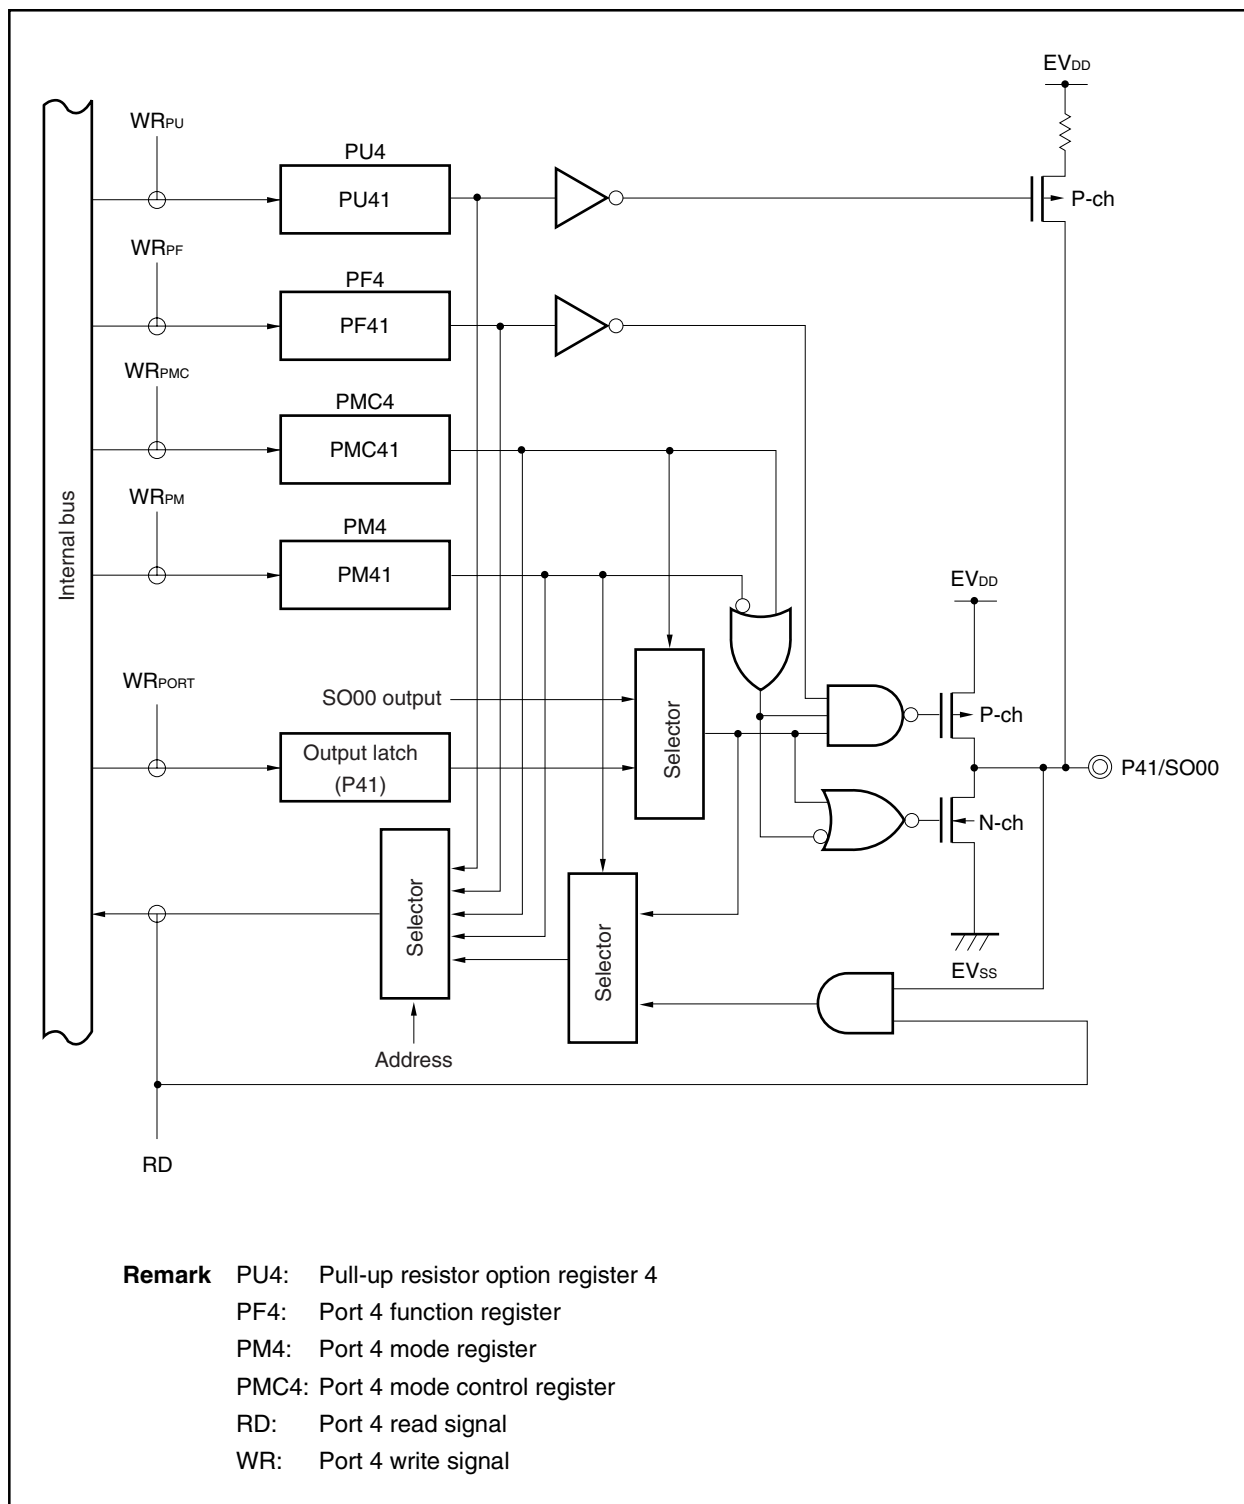 EVDD
WRPU
PU4
PU41
P-ch
WRPF
PF4
PF41
WRPMC
PMC4
PMC41
WRPM
PM4
PM41
Internal bus
EVDD
WRPORT
SO00 output
Selector
P-ch
Output latch
(P41)
P41/SO00
N-ch
Selector
Selector
EVSS
Address
RD
Remark PU4: Pull-up resistor option register 4
PF4: Port 4 function register
PM4: Port 4 mode register
PMC4: Port 4 mode control register
RD: Port 4 read signal
WR: Port 4 write signal